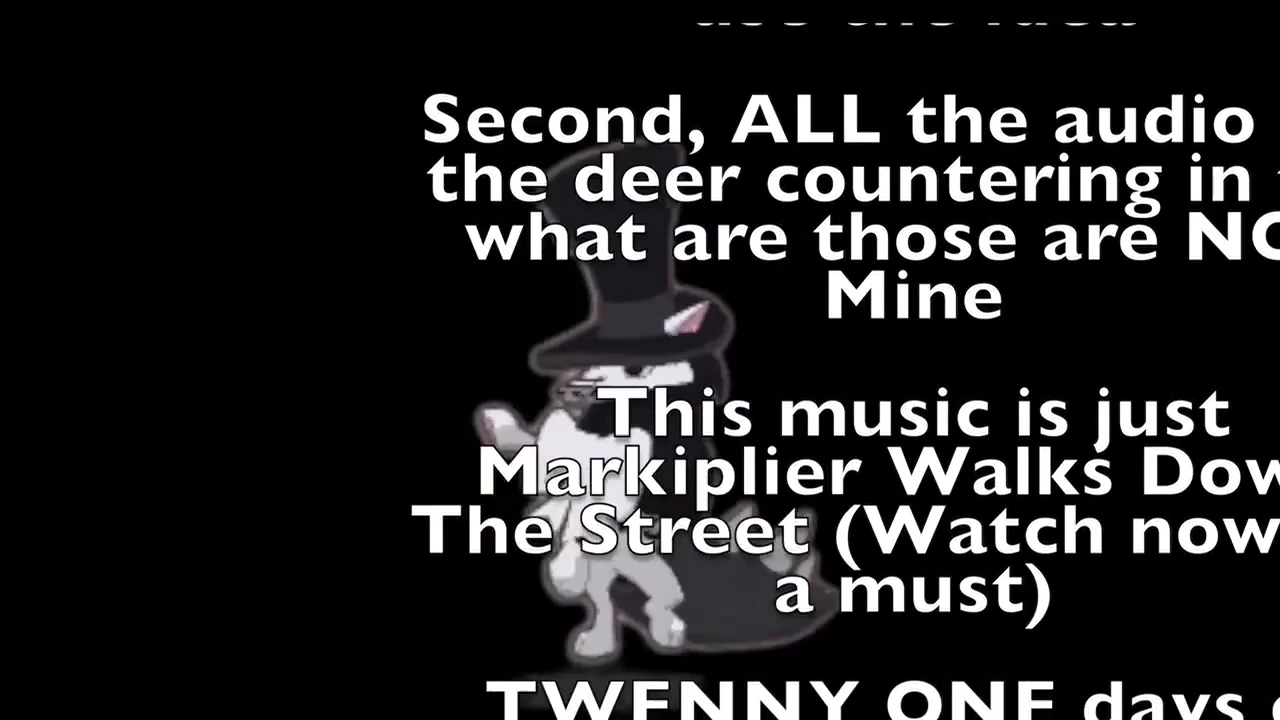 Second, ALL the audio
the deer countering in
what are those are NO
Mine
This music is just
Markiplier Walks Dow
The Street (Watch now
a must)
TWENNY ONE days